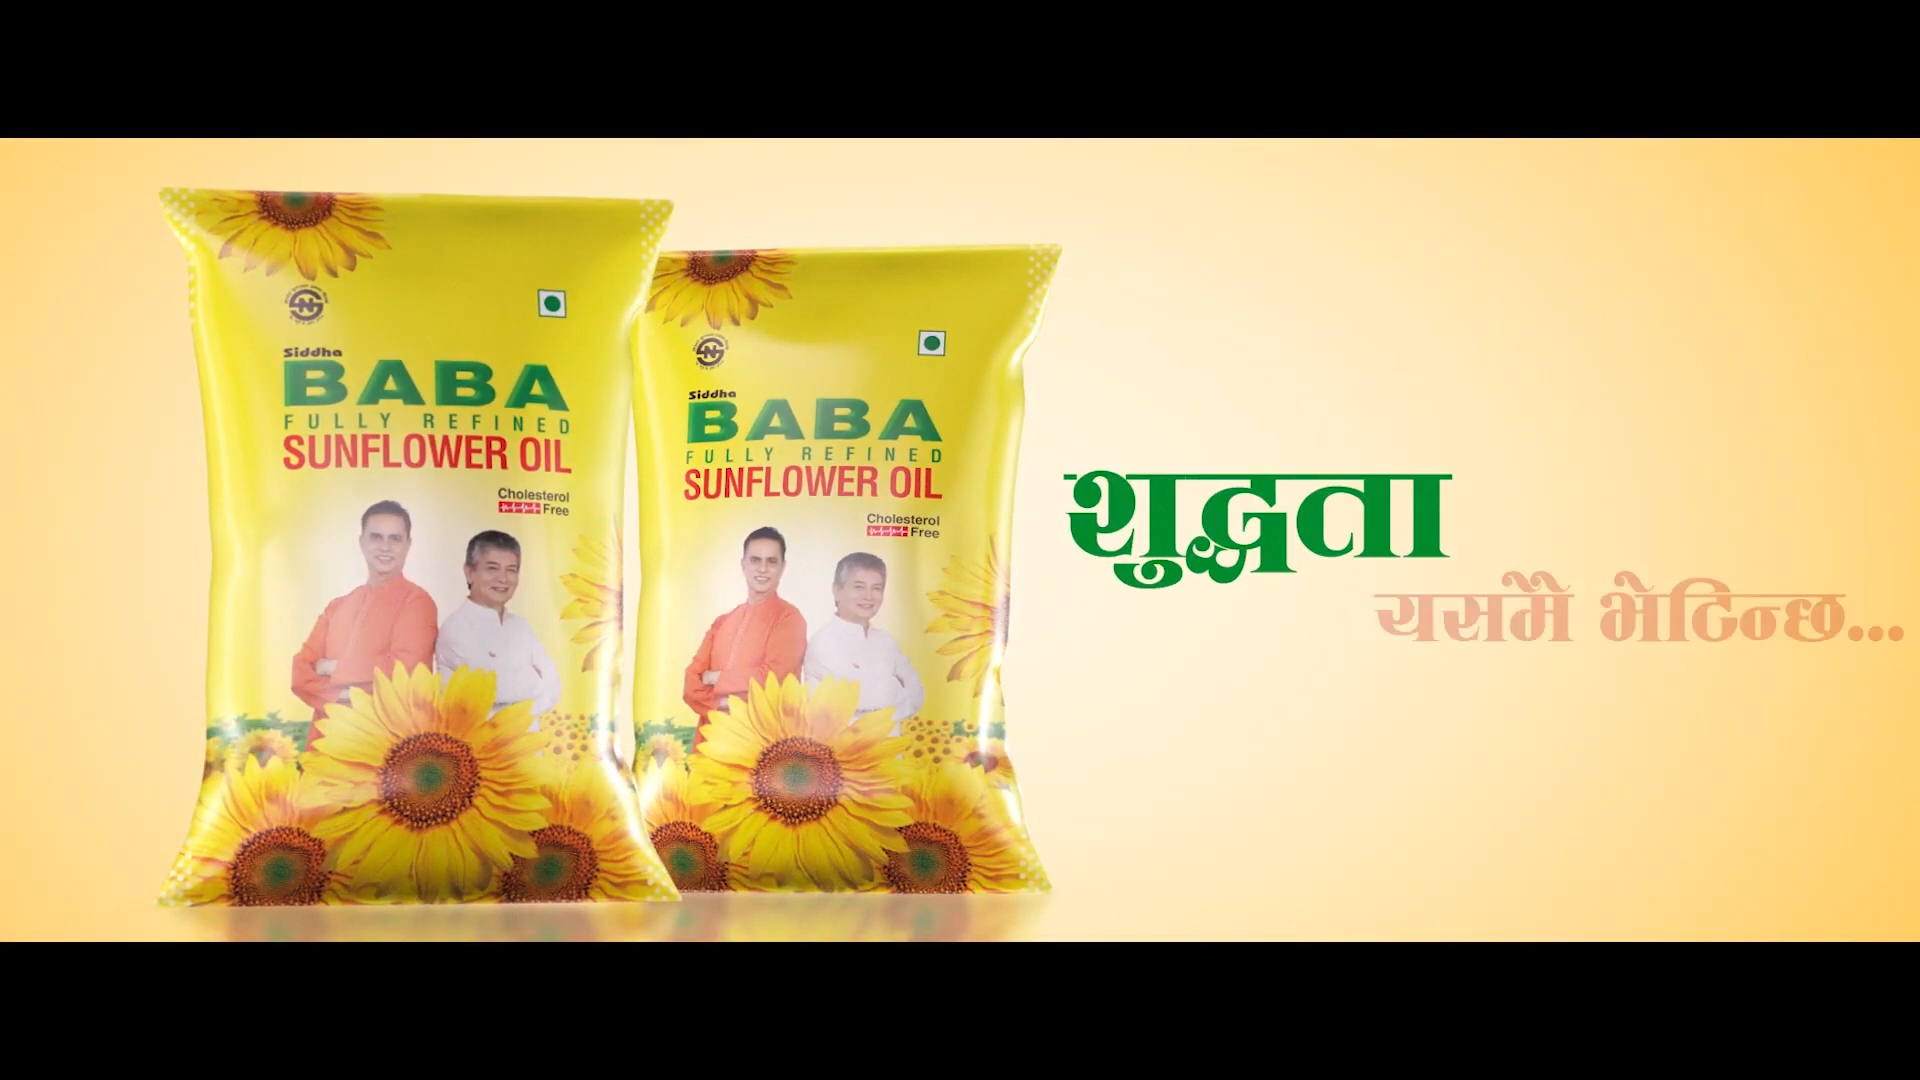 Siddha
BABA
FULLY REFINED
SUNFLOWER OIL
Cholesterol
Free
Siddha
BABA
FULLY REFINED
SUNFLOWER OIL
Cholesterol
Free
शुद्धता
यसमै भेटिन्छ...